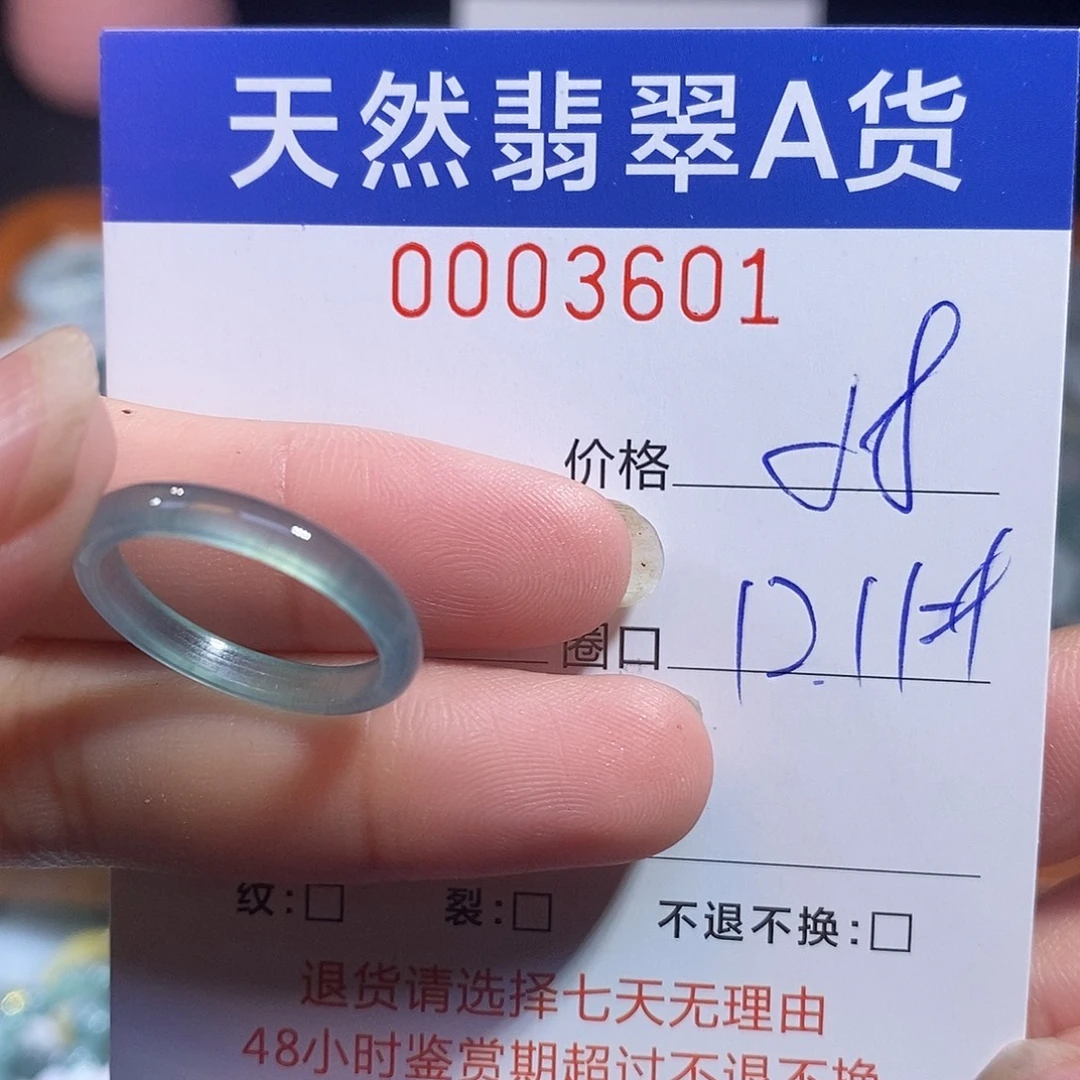 天然翡翠A货
0003601
价格
圈口 12.11
纹:□ 裂:□ 不退不换:□
退货请选择七天无理由
48小时鉴赏期超过不退不换